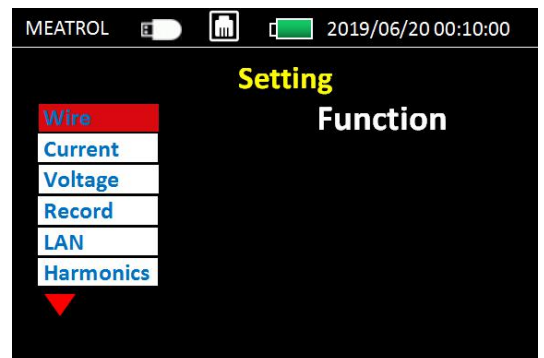 MEATROL 2019/06/20 00:10:00
Setting
Function
Wire
Current
Voltage
Record
LAN
Harmonics